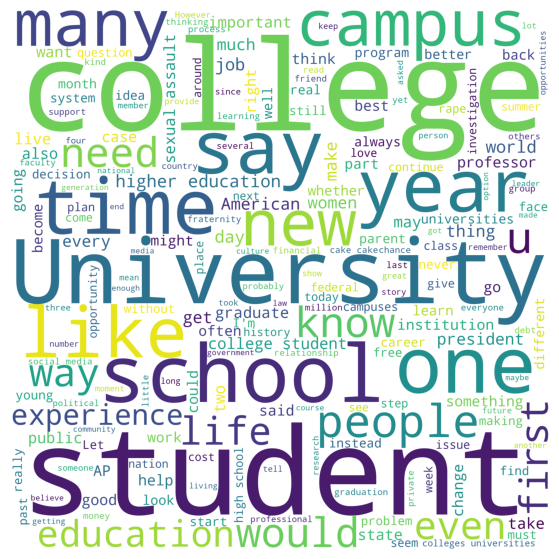 many
campus
college
However
thinking
process
around
since
friend
keep
lot
read
asked
kind
want
question
important
program
month
system
idea
member
support
much
job
think
better
back
real
still
provide
learning
right
well
best
rape
summer
yet
opportunities
sexual assault
investigation
say
need
live
case
four
several
person
others
always
love
world
professor
also
going
decision
faculty
national
make
continue
year
time
new
higher education
whether
part
country
generation
become
plan
come
end
American
women
option
leader
group
made
every
fraternity
next
might
day
parent
may
universities
face
thing
u
University
media
mean
enough
place
culture
financial
cake cakechance
class
last
remember
never
got
probably
show
great
story
everyone
like
opportunity
three
without
took
law
today
federal
give
go
different
number
get
often
graduate
I'm
history
million
campuses
learn
know
career
free
institution
president
debt
one
social media
government
college student
relationship
maybe
way
young
political
little
long
could
two
school
something
experience
moment
said
see
step
future
making
public
community
Let
work
course
people
instead
issue
another
first
life
AP
nation
cost
high school
tell
research
private
week
find
change
past
really
someone
help
good
look
living
graduation
student
believe
getting
money
start
professional
problem
state
seem
must
take
education
would
even
colleges universities